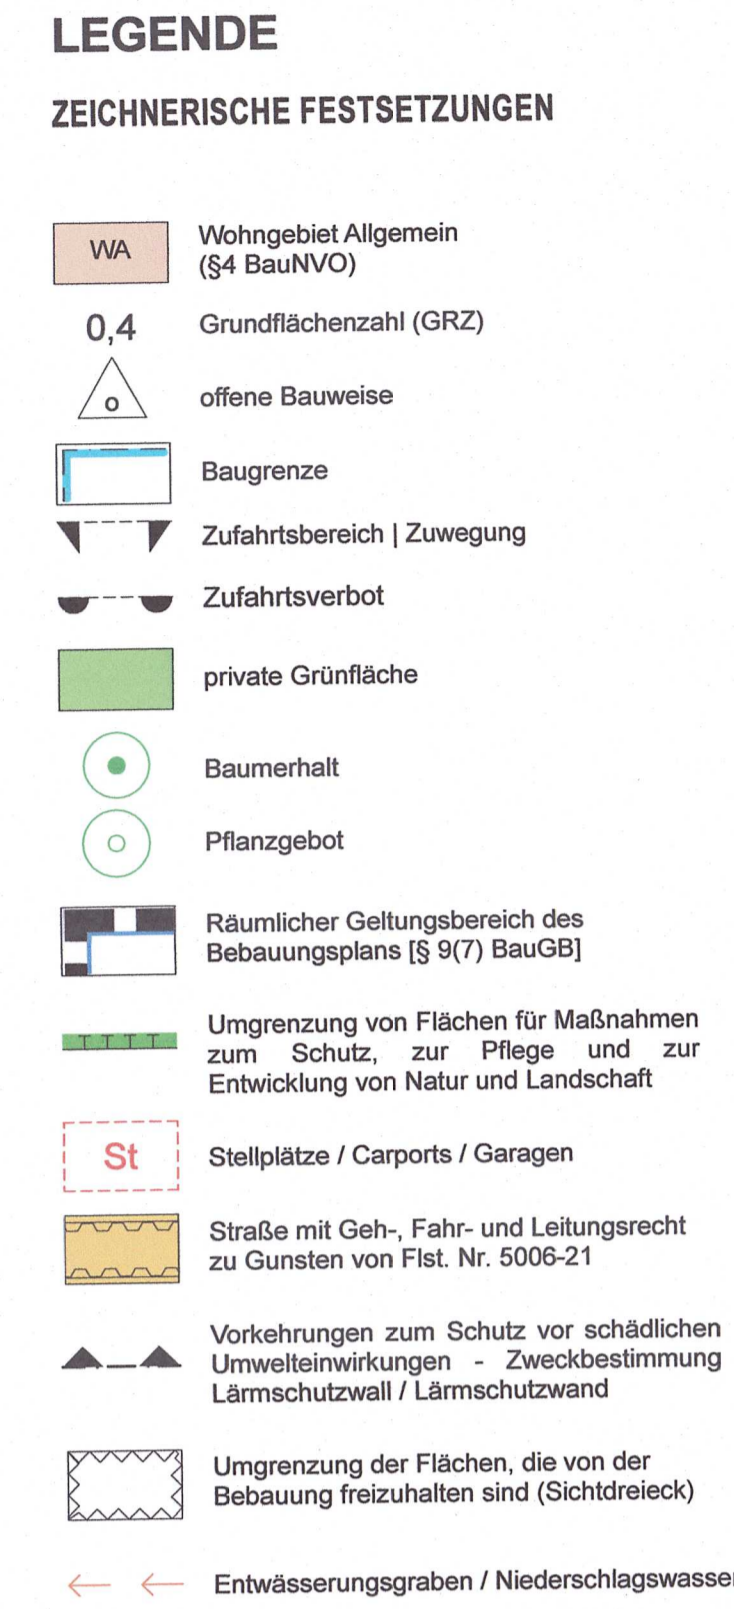 LEGENDE
ZEICHNERISCHE FESTSETZUNGEN
WA
Wohngebiet Allgemein
(§4 BauNVO)
0,4
Grundflächenzahl (GRZ)
o
offene Bauweise
Baugrenze
Zufahrtsbereich | Zuwegung
Zufahrtsverbot
private Grünfläche
Baumerhalt
Pflanzgebot
Räumlicher Geltungsbereich des
Bebauungsplans [§ 9(7) BauGB]
Umgrenzung von Flächen für Maßnahmen
zum Schutz, zur Pflege und zur
Entwicklung von Natur und Landschaft
St
Stellplätze / Carports / Garagen
Straße mit Geh-, Fahr- und Leitungsrecht
zu Gunsten von Flst. Nr. 5006-21
Vorkehrungen zum Schutz vor schädlichen
Umwelteinwirkungen - Zweckbestimmung
Lärmschutzwall / Lärmschutzwand
Umgrenzung der Flächen, die von der
Bebauung freizuhalten sind (Sichtdreieck)
Entwässerungsgraben / Niederschlagswasser